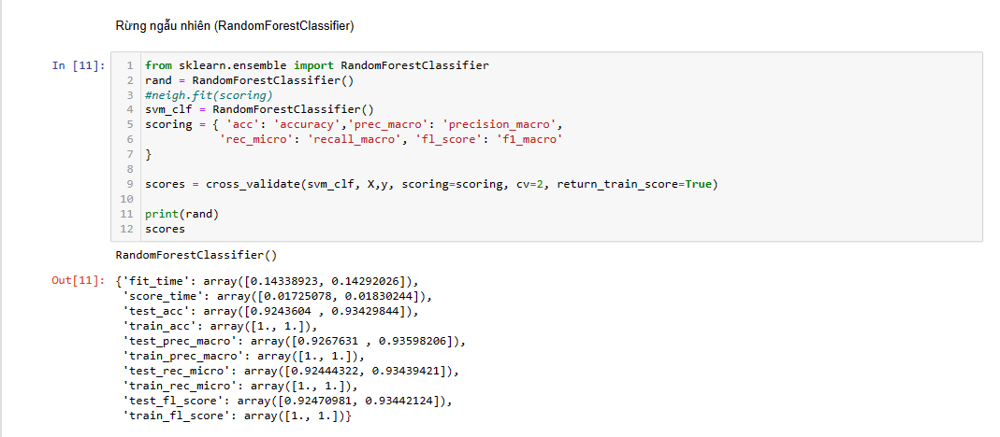 Rừng ngẫu nhiên (RandomForestClassifier)
In [11]:
1 from sklearn.ensemble import RandomForestClassifier
2 rand = RandomForestClassifier()
3 #neigh.fit(scoring)
4 svm_clf = RandomForestClassifier()
5 scoring = { 'acc': 'accuracy','prec_macro': 'precision_macro',
6            'rec_micro': 'recall_macro', 'fl_score': 'f1_macro'
7 }
8
9 scores = cross_validate(svm_clf, X,y, scoring=scoring, cv=2, return_train_score=True)
10
11 print(rand)
12 scores
RandomForestClassifier()
Out[11]: {'fit_time': array([0.14338923, 0.14292026]),
'score_time': array([0.01725078, 0.01830244]),
'test_acc': array([0.9243604 , 0.93429844]),
'train_acc': array([1., 1.]),
'test_prec_macro': array([0.9267631 , 0.93598206]),
'train_prec_macro': array([1., 1.]),
'test_rec_micro': array([0.92444322, 0.93439421]),
'train_rec_micro': array([1., 1.]),
'test_fl_score': array([0.92470981, 0.93442124]),
'train_fl_score': array([1., 1.])}